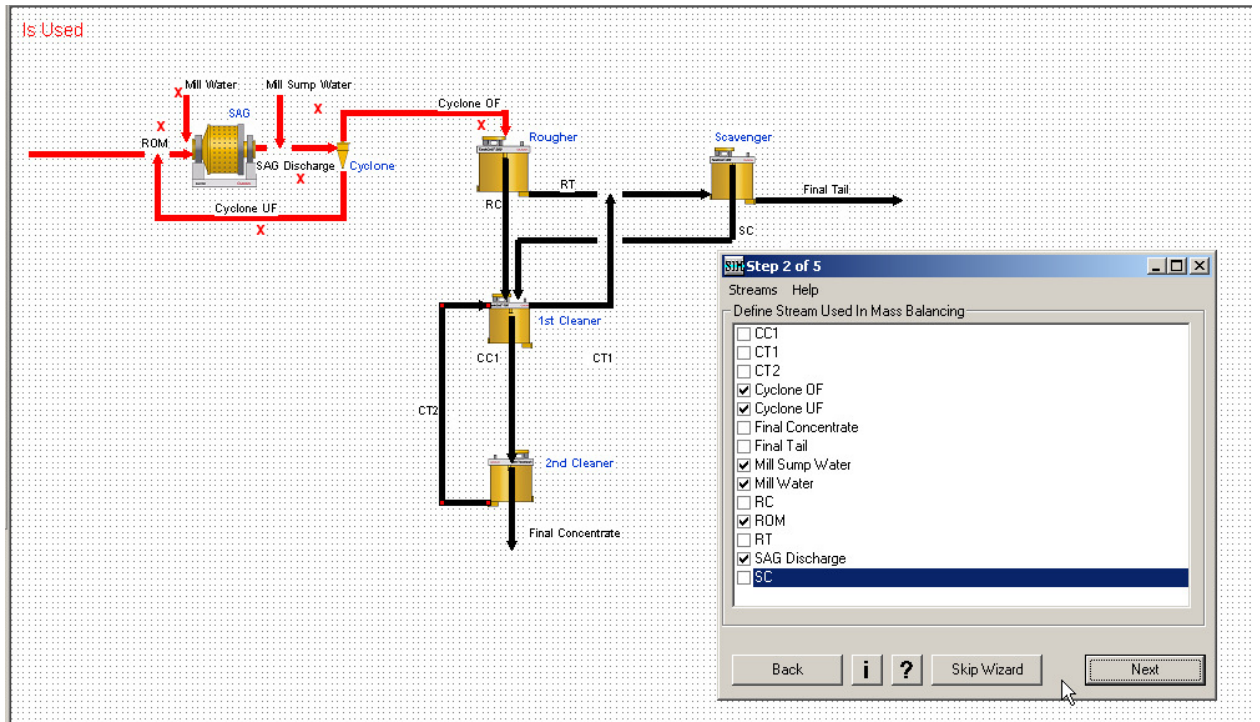 Is Used
Mill Water
Mill Sump Water
X
X
X
SAG
Cyclone OF
X
ROM
Rougher
Scavenger
SAG Discharge
Cyclone
X
RT
Final Tail
Cyclone UF
RC
X
SC
1st Cleaner
CC1
CT1
CT2
2nd Cleaner
Final Concentrate
SIM Step 2 of 5
Streams Help
Define Stream Used In Mass Balancing
CC1
CT1
CT2
Cyclone OF
Cyclone UF
Final Concentrate
Final Tail
Mill Sump Water
Mill Water
RC
ROM
RT
SAG Discharge
SC
Back i ? Skip Wizard Next